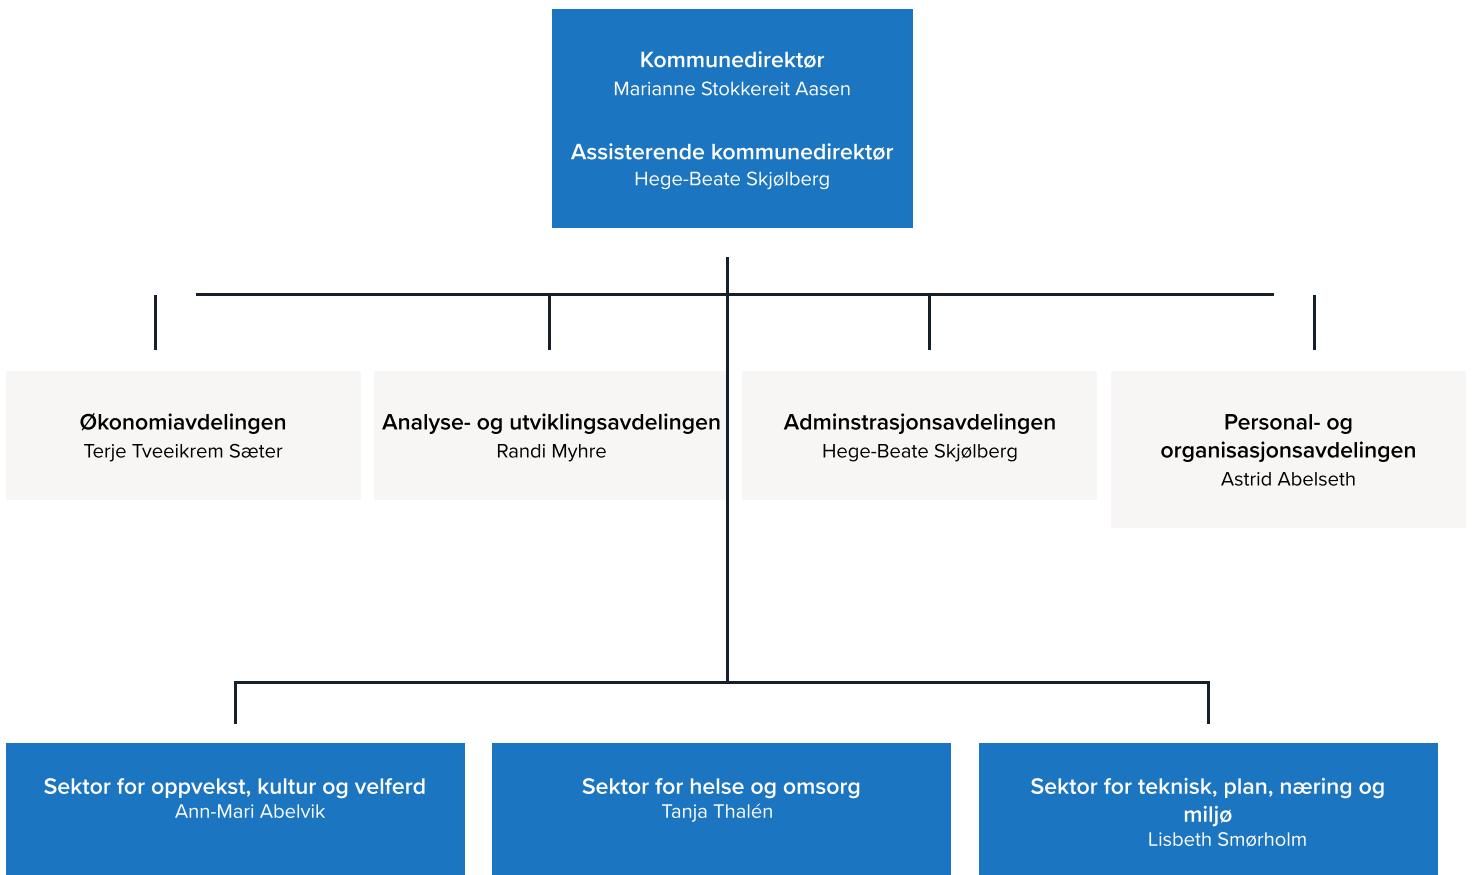 Kommunedirektør
Marianne Stokkereit Aasen
Assisterende kommunedirektør
Hege-Beate Skjølberg
Økonomiavdelingen
Terje Tveeikrem Sæter
Analyse- og utviklingsavdelingen
Randi Myhre
Adminstrasjonsavdelingen
Hege-Beate Skjølberg
Personal- og
organisasjonsavdelingen
Astrid Abelseth
Sektor for oppvekst, kultur og velferd
Ann-Mari Abelvik
Sektor for helse og omsorg
Tanja Thalén
Sektor for teknisk, plan, næring og
miljø
Lisbeth Smørholm